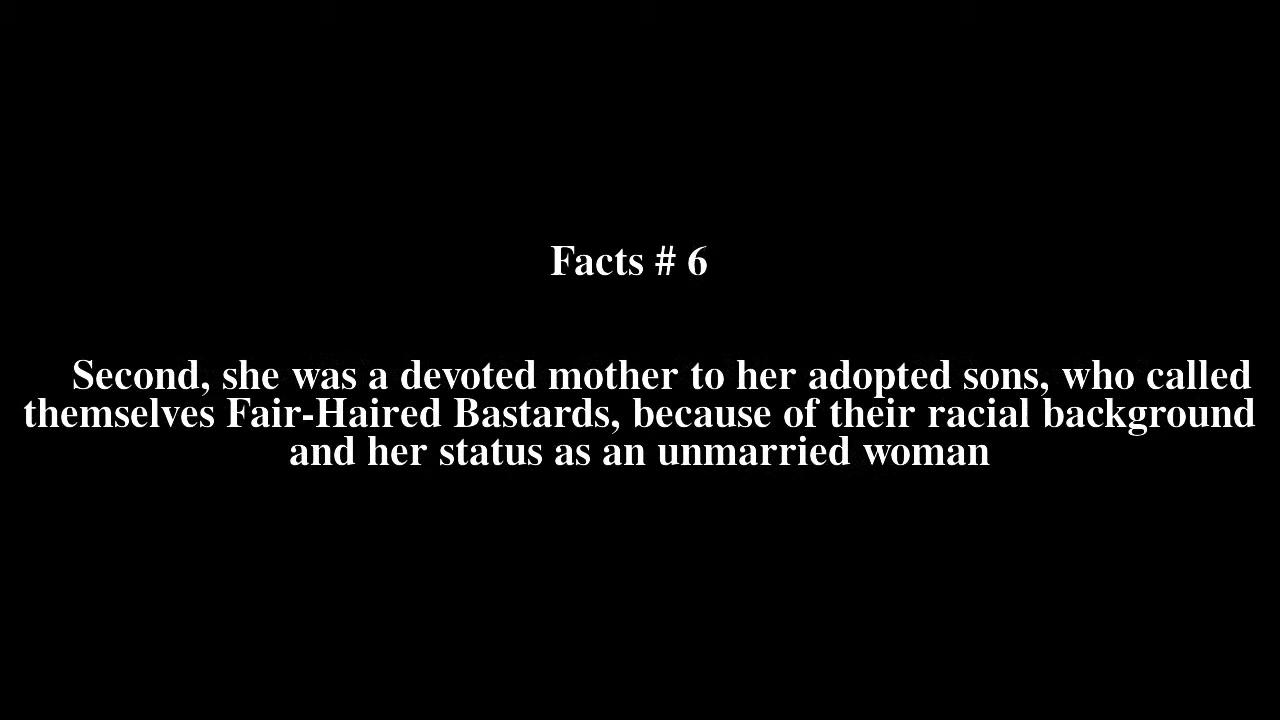 Facts # 6
Second, she was a devoted mother to her adopted sons, who called
themselves Fair-Haired Bastards, because of their racial background
and her status as an unmarried woman